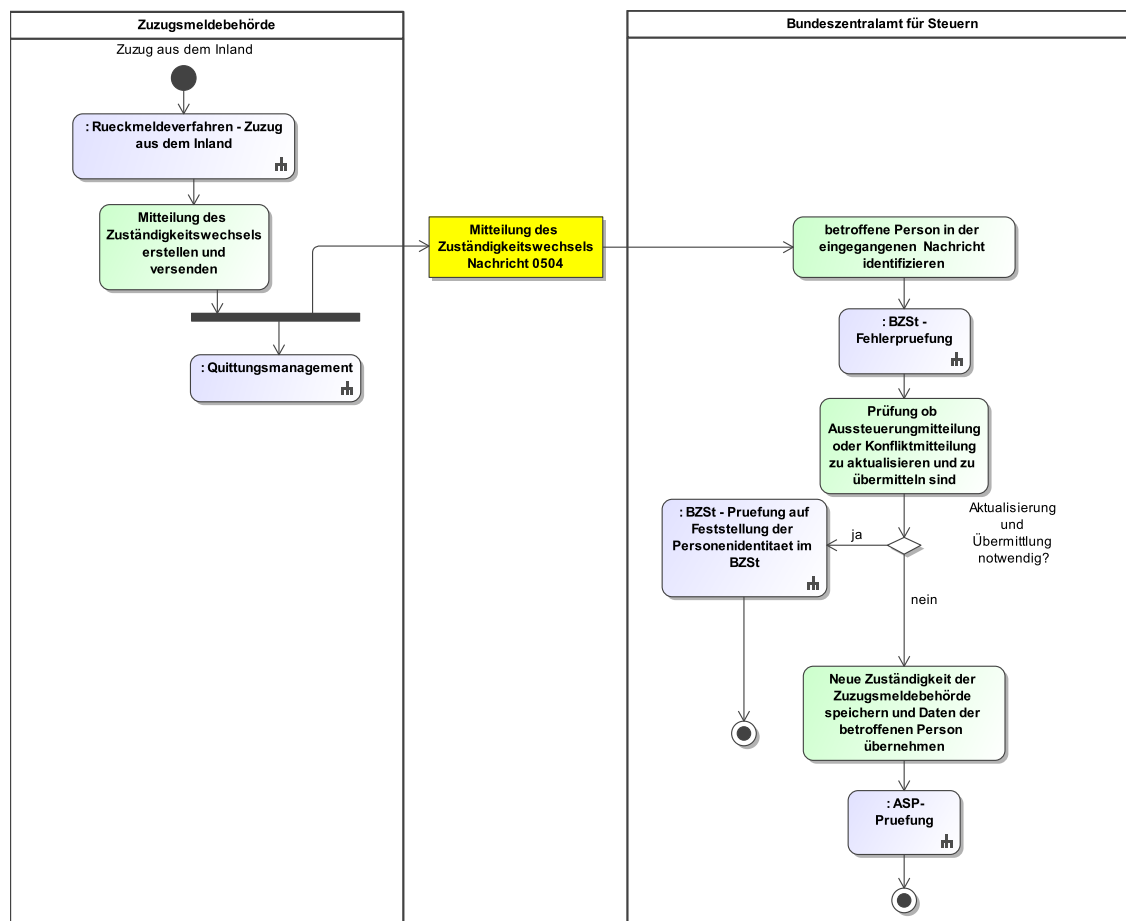 Zuzugsmeldebehörde
Zuzug aus dem Inland
: Rueckmeldeverfahren - Zuzug
aus dem Inland
Mitteilung des
Zuständigkeitswechsels
erstellen und
versenden
: Quittungsmanagement
Mitteilung des
Zuständigkeitswechsels
Nachricht 0504
Bundeszentralamt für Steuern
betroffene Person in der
eingegangenen Nachricht
identifizieren
: BZSt -
Fehlerpruefung
Prüfung ob
Aussteuerungmitteilung
oder Konfliktmitteilung
zu aktualisieren und zu
übermitteln sind
Aktualisierung
und
Übermittlung
notwendig?
ja
: BZSt - Pruefung auf
Feststellung der
Personenidentitaet im
BZSt
nein
Neue Zuständigkeit der
Zuzugsmeldebehörde
speichern und Daten der
betroffenen Person
übernehmen
: ASP-
Pruefung